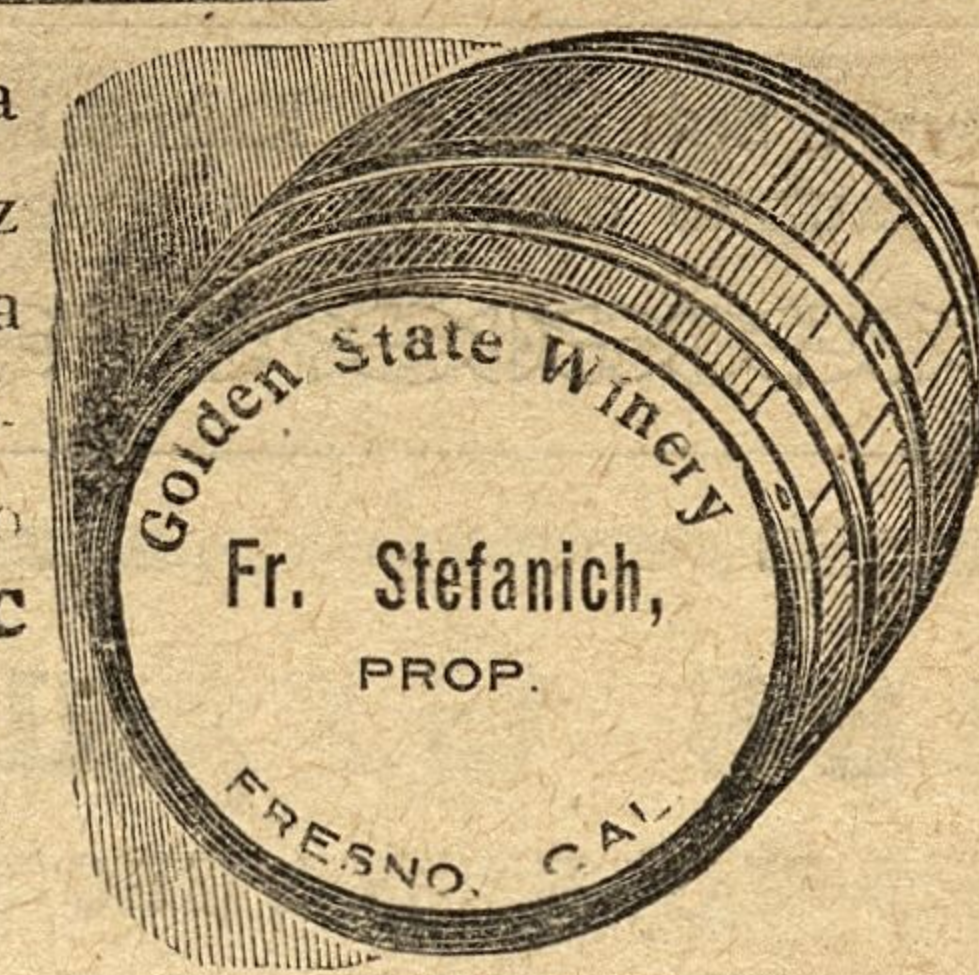 Golden State Winery
Fr. Stefanich,
PROP.
FRESNO, CAL.
a
z
a
-
o
c